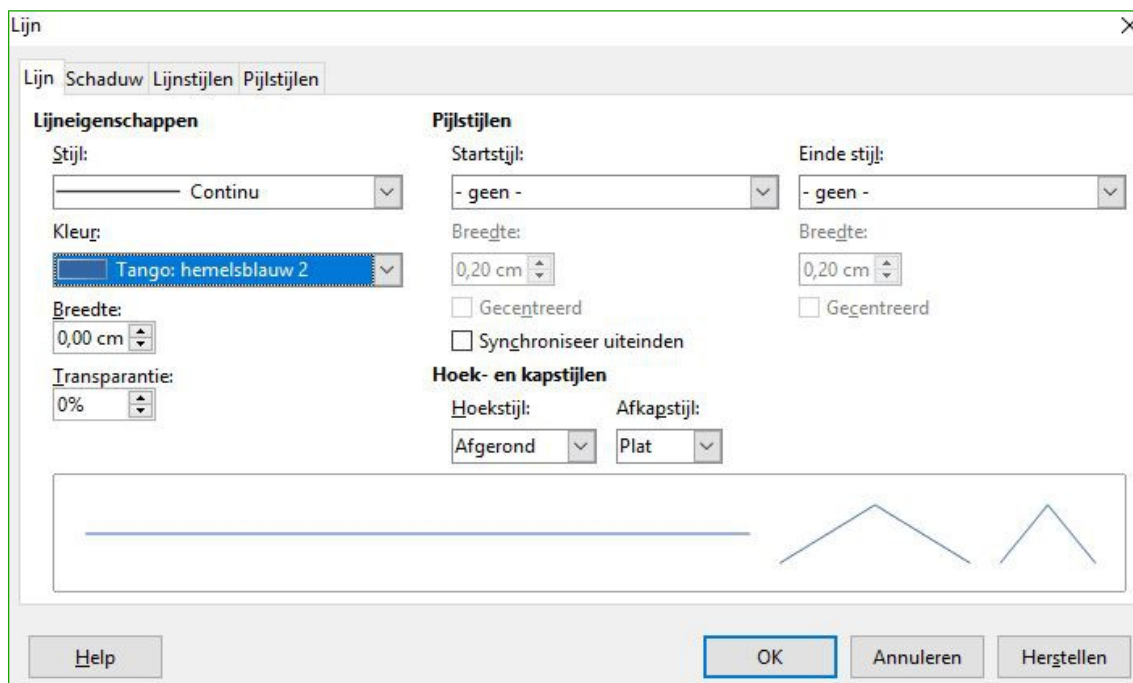 Lijn
Lijn Schaduw Lijnstijlen Pijlstijlen
Lijneigenschappen
Stijl:
Continu
Kleur:
Tango: hemelsblauw 2
Breedte:
0,00 cm
Transparantie:
0%
Pijlstijlen
Startstijl:
- geen -
Breedte:
0,20 cm
Gecentreerd
Synchroniseer uiteinden
Einde stijl:
- geen -
Breedte:
0,20 cm
Gecentreerd
Hoek- en kapstijlen
Hoekstijl:
Afgerond
Afkapstijl:
Plat
Help
OK
Annuleren
Herstellen